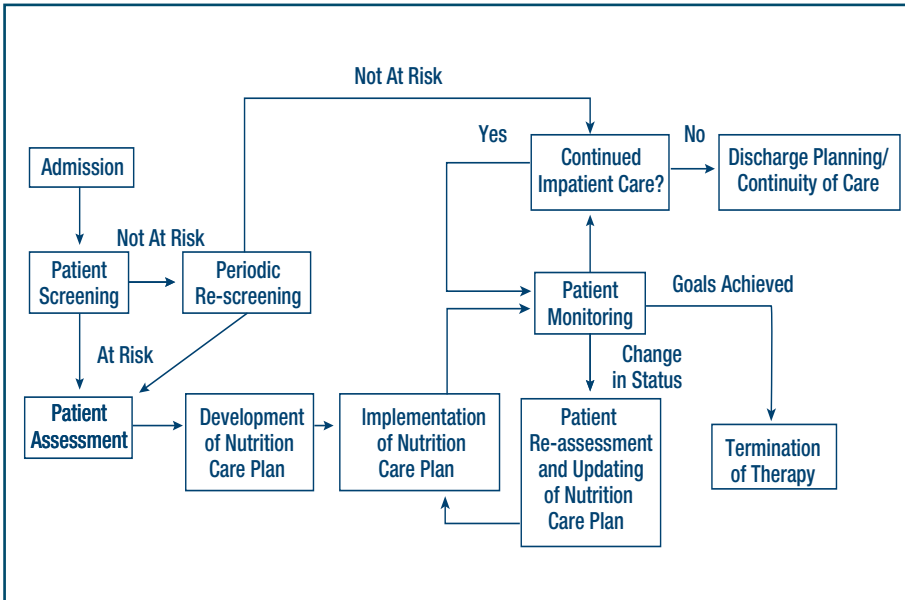 Not At Risk
Yes
No
Admission
Continued
Impatient Care?
Discharge Planning/
Continuity of Care
Not At Risk
Patient
Screening
Periodic
Re-screening
Patient
Monitoring
Goals Achieved
At Risk
Change
in Status
Patient
Assessment
Development
of Nutrition
Care Plan
Implementation
of Nutrition
Care Plan
Patient
Re-assessment
and Updating
of Nutrition
Care Plan
Termination
of Therapy